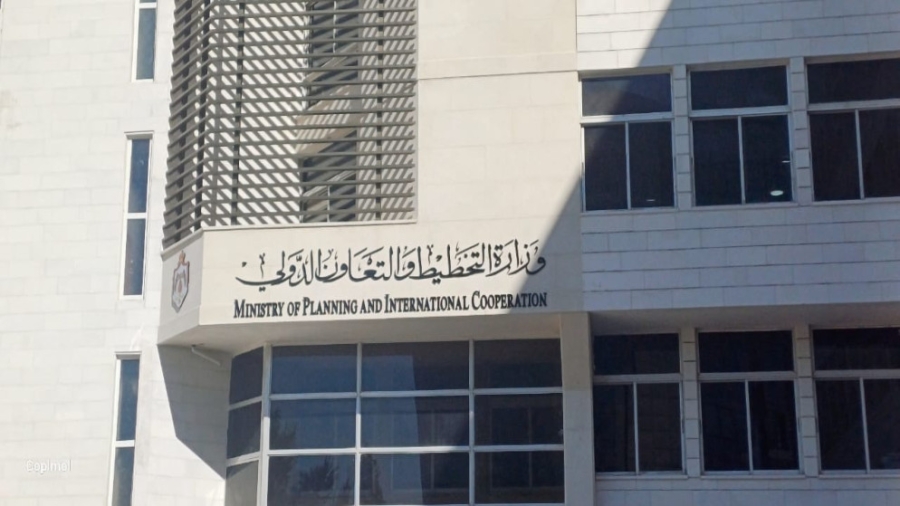 وزارة التخطيط والتعاون الدولي
MINISTRY OF PLANNING AND INTERNATIONAL COOPERATION